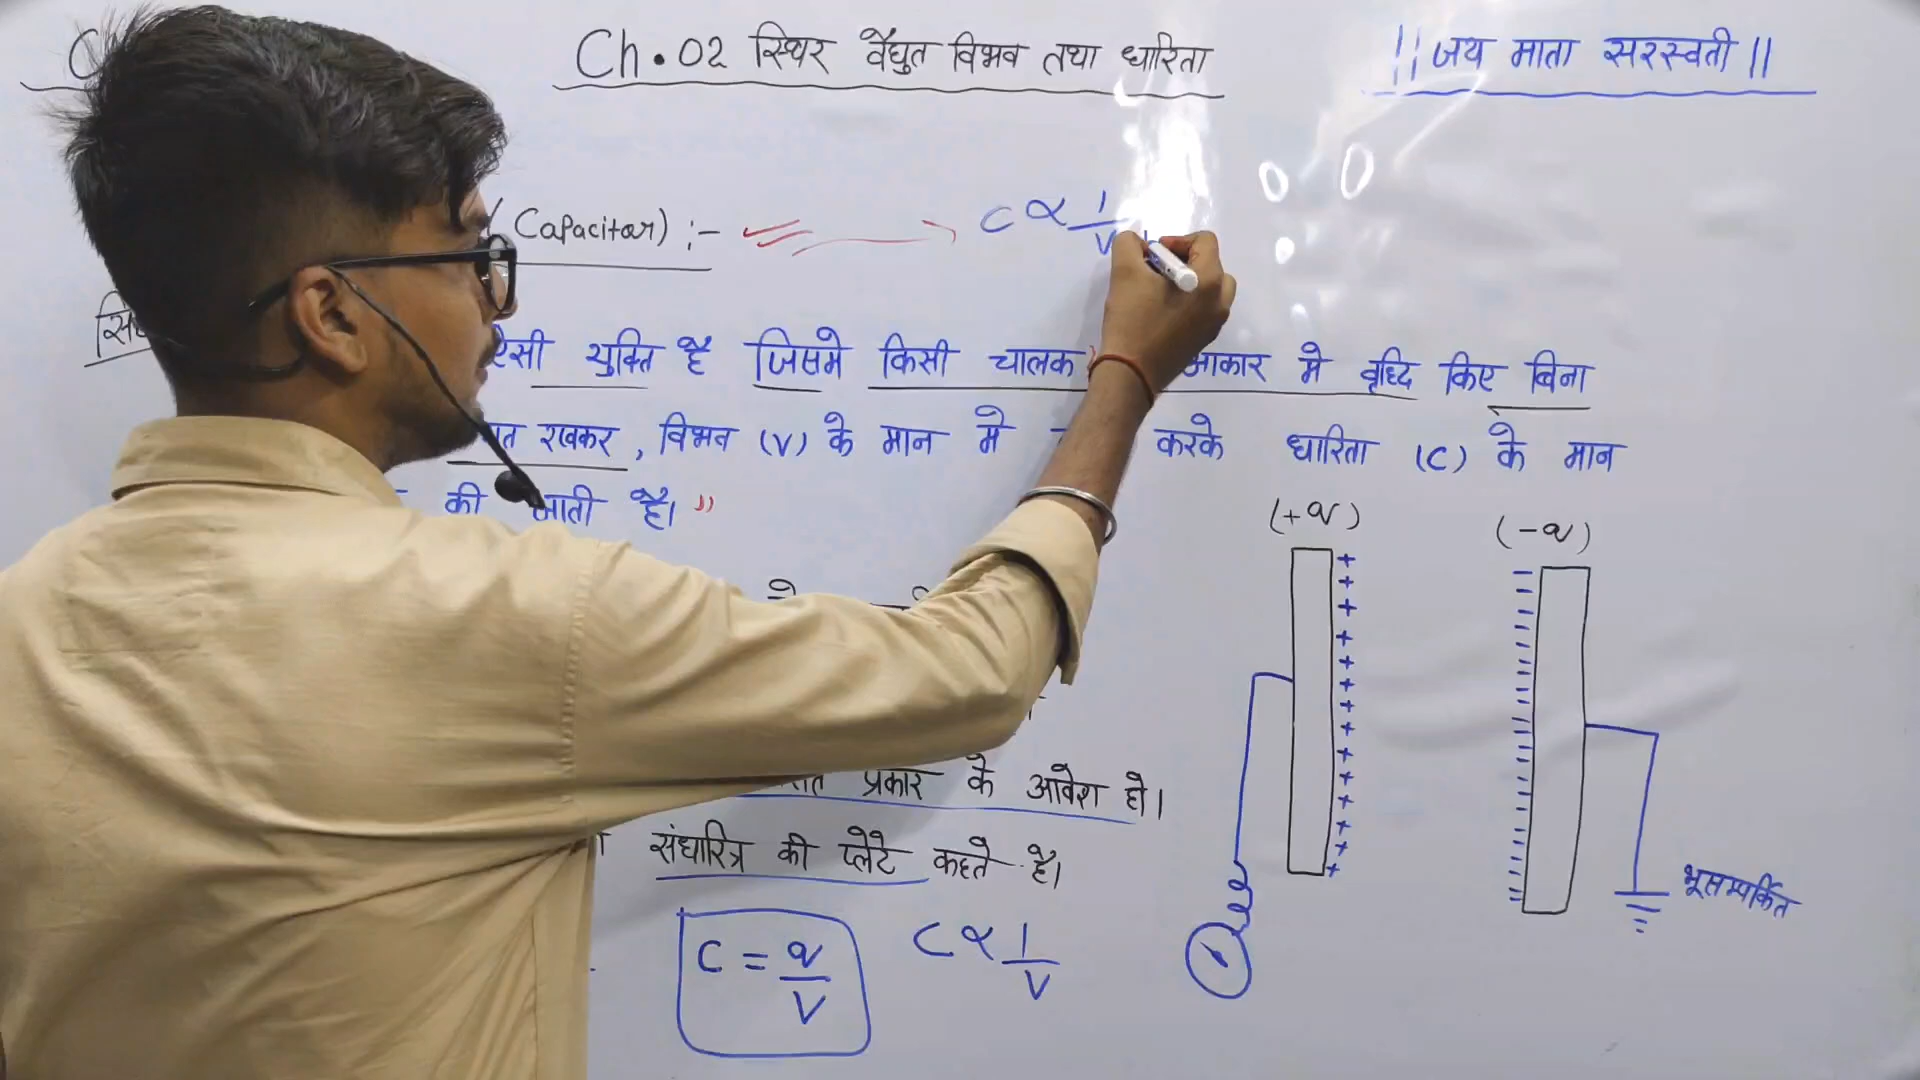 Ch.02 स्थिर वैधुत विभव तथा धारिता
||जय माता सरस्वती||
(Capacitor) :-
C ∝ 1/V
ऐसी युक्ति है जिसमे किसी चालक आकार मे वृध्दि किए बिना
रखकर, विभव (V) के मान मे करके धारिता (C) के मान
की जाती है।"
(+q)
(-q)
प्रकार के आवेश हो।
संधारित्र की प्लेटे कहते है।
भूसम्पर्कित
C = q/V
C ∝ 1/V